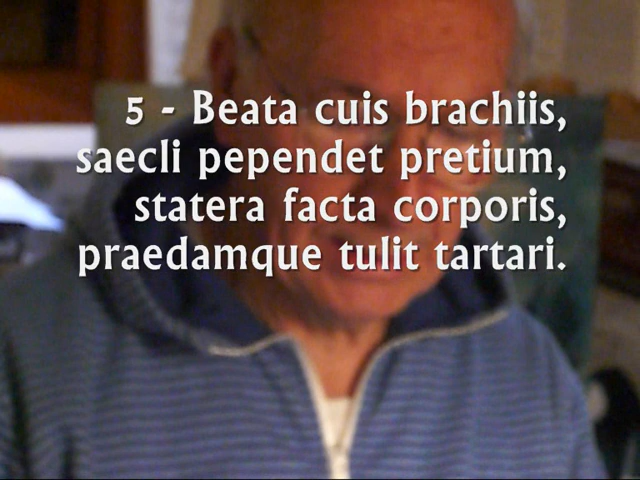 5 - Beata cuis brachiis,
saecli pependet pretium,
statera facta corporis,
praedamque tulit tartari.